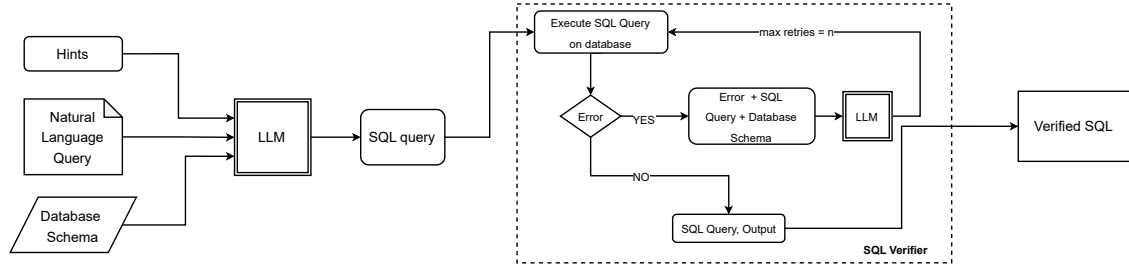 Hints
Natural
Language
Query
Database
Schema
LLM
SQL query
Execute SQL Query
on database
max retries = n
Error
YES
Error + SQL
Query + Database
Schema
LLM
NO
SQL Query, Output
SQL Verifier
Verified SQL